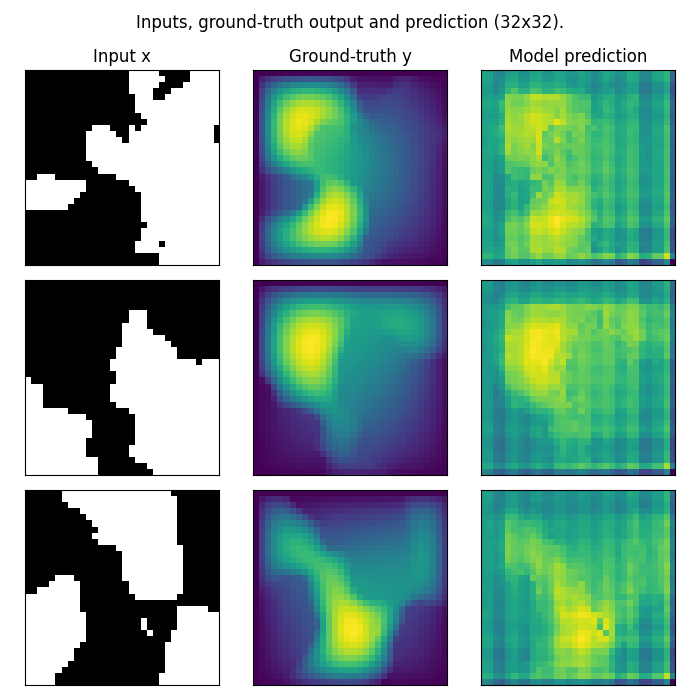 Inputs, ground-truth output and prediction (32x32).
Input x
Ground-truth y
Model prediction